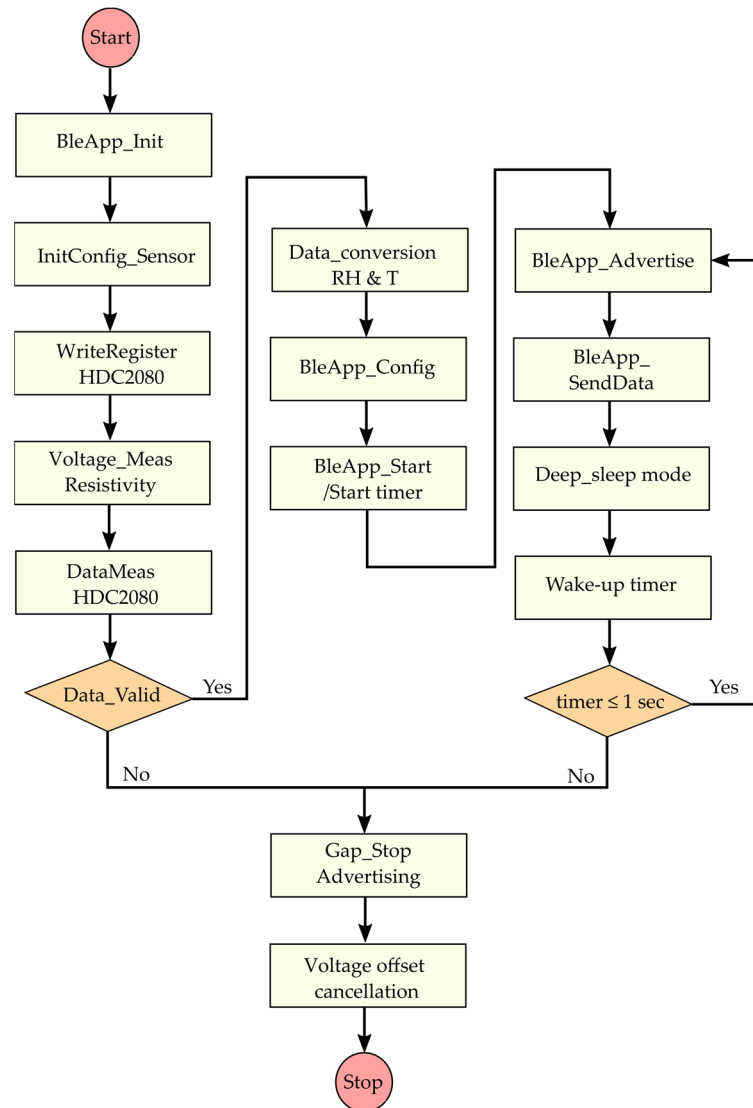 Start
BleApp_Init
InitConfig_Sensor
WriteRegister
HDC2080
Voltage_Meas
Resistivity
DataMeas
HDC2080
Data_Valid
Yes
No
Data_conversion
RH & T
BleApp_Config
BleApp_Start
/Start timer
BleApp_Advertise
BleApp_
SendData
Deep_sleep mode
Wake-up timer
timer ≤ 1 sec
Yes
No
Gap_Stop
Advertising
Voltage offset
cancellation
Stop